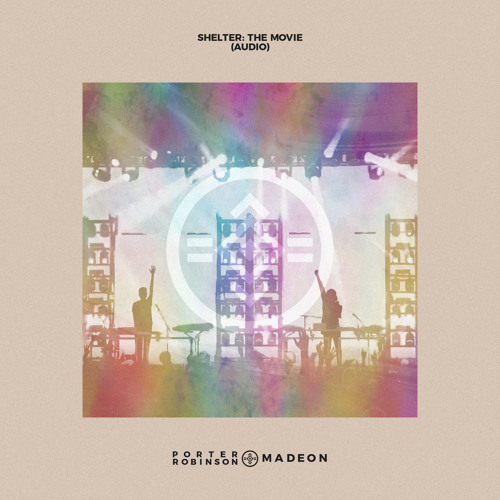 SHELTER: THE MOVIE
(AUDIO)
PORTER
ROBINSON
MADEON